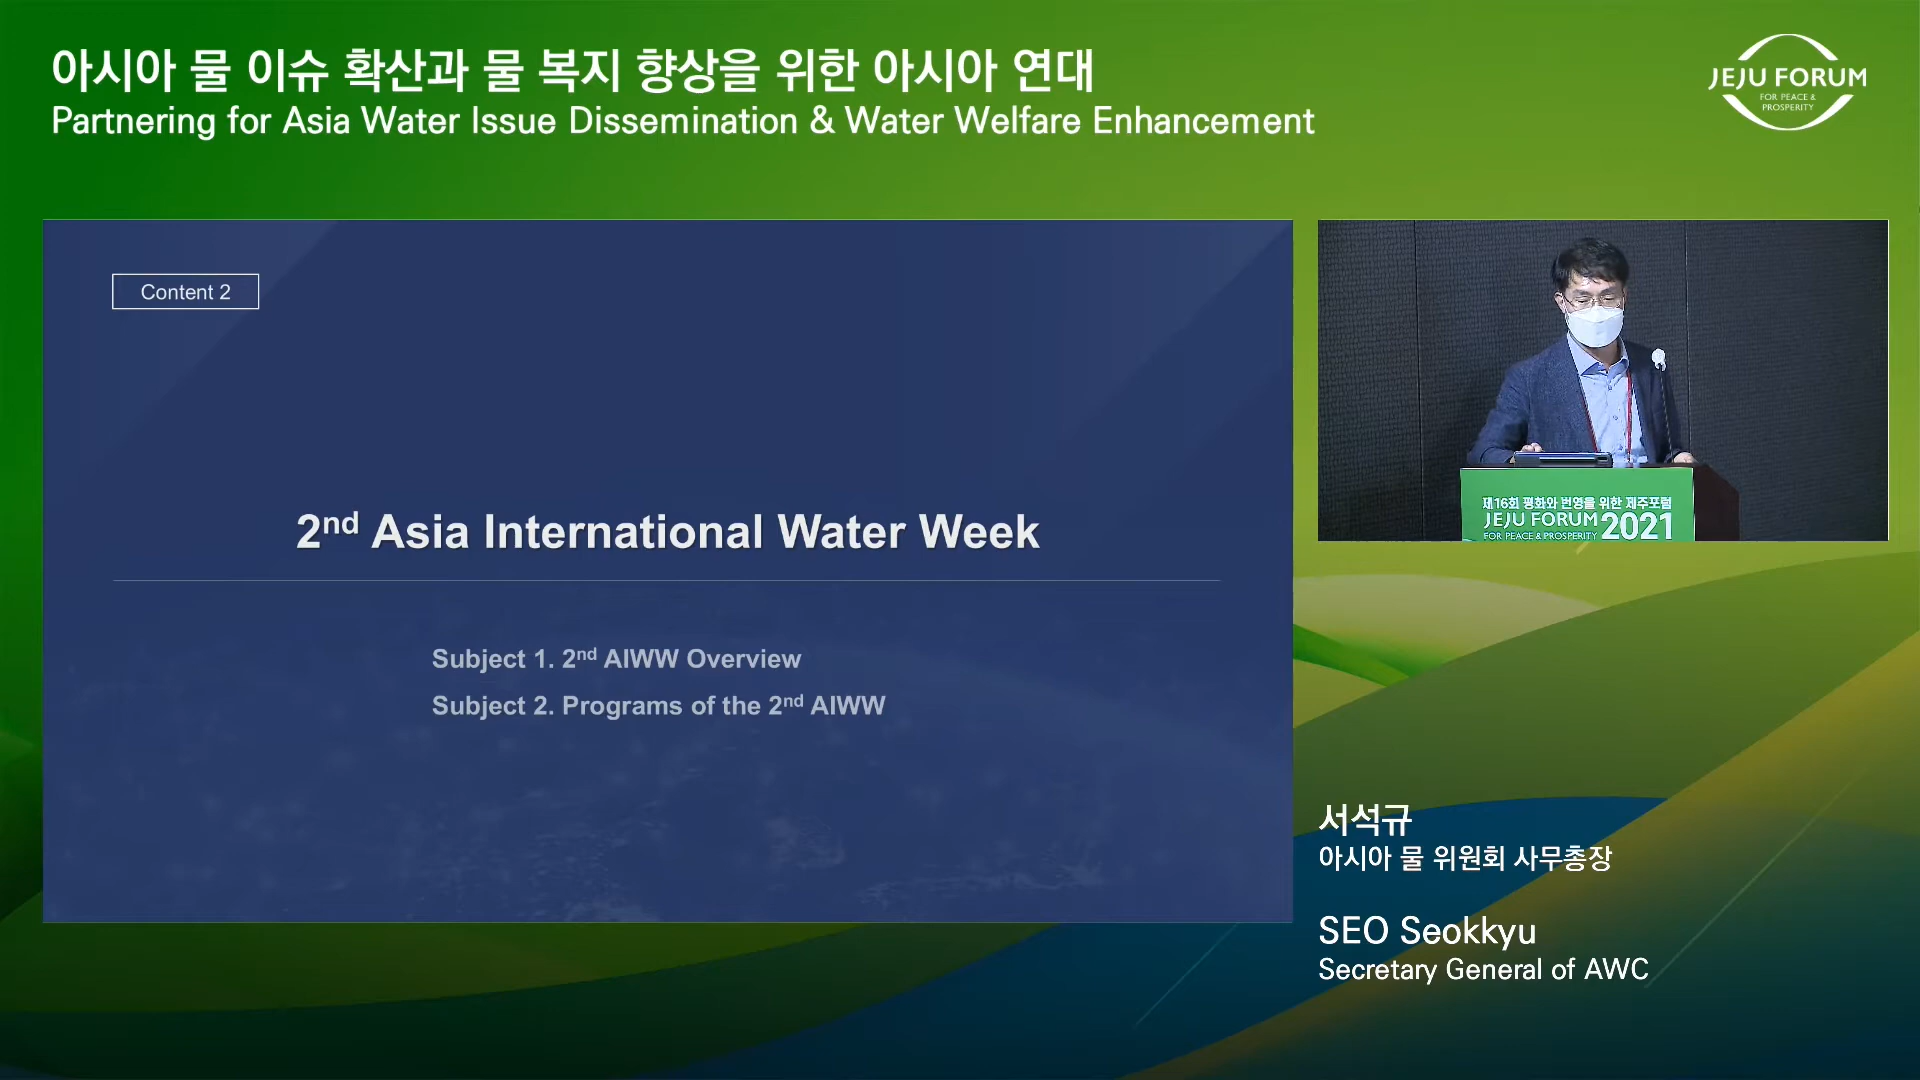 아시아 물 이슈 확산과 물 복지 향상을 위한 아시아 연대
Partnering for Asia Water Issue Dissemination & Water Welfare Enhancement
JEJU FORUM
FOR PEACE &
PROSPERITY
Content 2
2nd Asia International Water Week
Subject 1. 2nd AIWW Overview
Subject 2. Programs of the 2nd AIWW
제16회 평화와 번영을 위한 제주포럼
JEJU FORUM 2021
FOR PEACE & PROSPERITY
서석규
아시아 물 위원회 사무총장
SEO Seokkyu
Secretary General of AWC